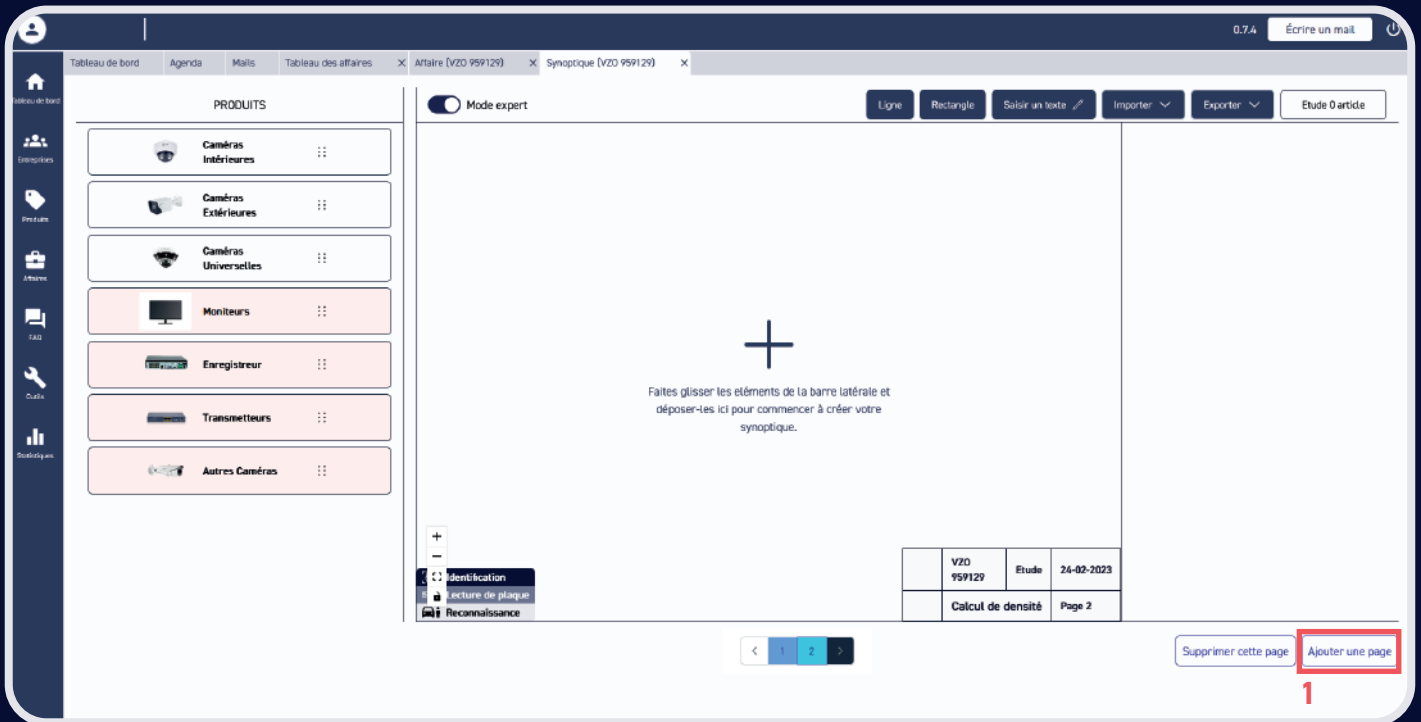 0.7.4
Écrire un mail
Tableau de bord
Agenda
Mails
Tableau des affaires
Affaire (VZO 959129)
Synoptique (VZO 959129)
Tableau de bord
Entreprises
Produits
Affaires
FAQ
Outils
Statistiques
PRODUITS
Caméras
Intérieures
Caméras
Extérieures
Caméras
Universelles
Moniteurs
Enregistreur
Transmetteurs
Autres Caméras
Mode expert
Ligne
Rectangle
Saisir un texte
Importer
Exporter
Etude 0 article
Faites glisser les eléments de la barre latérale et
déposer-les ici pour commencer à créer votre
synoptique.
Identification
Lecture de plaque
Reconnaissance
VZO
959129
Etude
24-02-2023
Calcul de densité
Page 2
1
2
Supprimer cette page
Ajouter une page
1